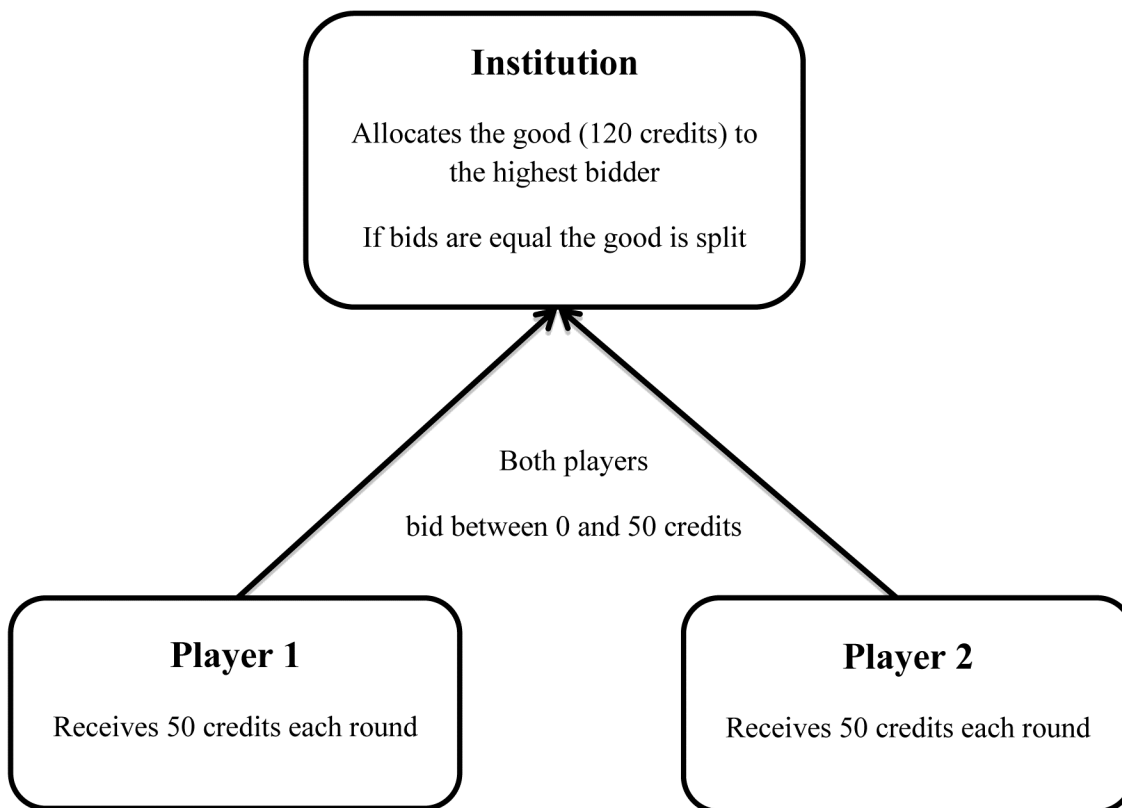 Institution
Allocates the good (120 credits) to
the highest bidder
If bids are equal the good is split
Both players
bid between 0 and 50 credits
Player 1
Receives 50 credits each round
Player 2
Receives 50 credits each round